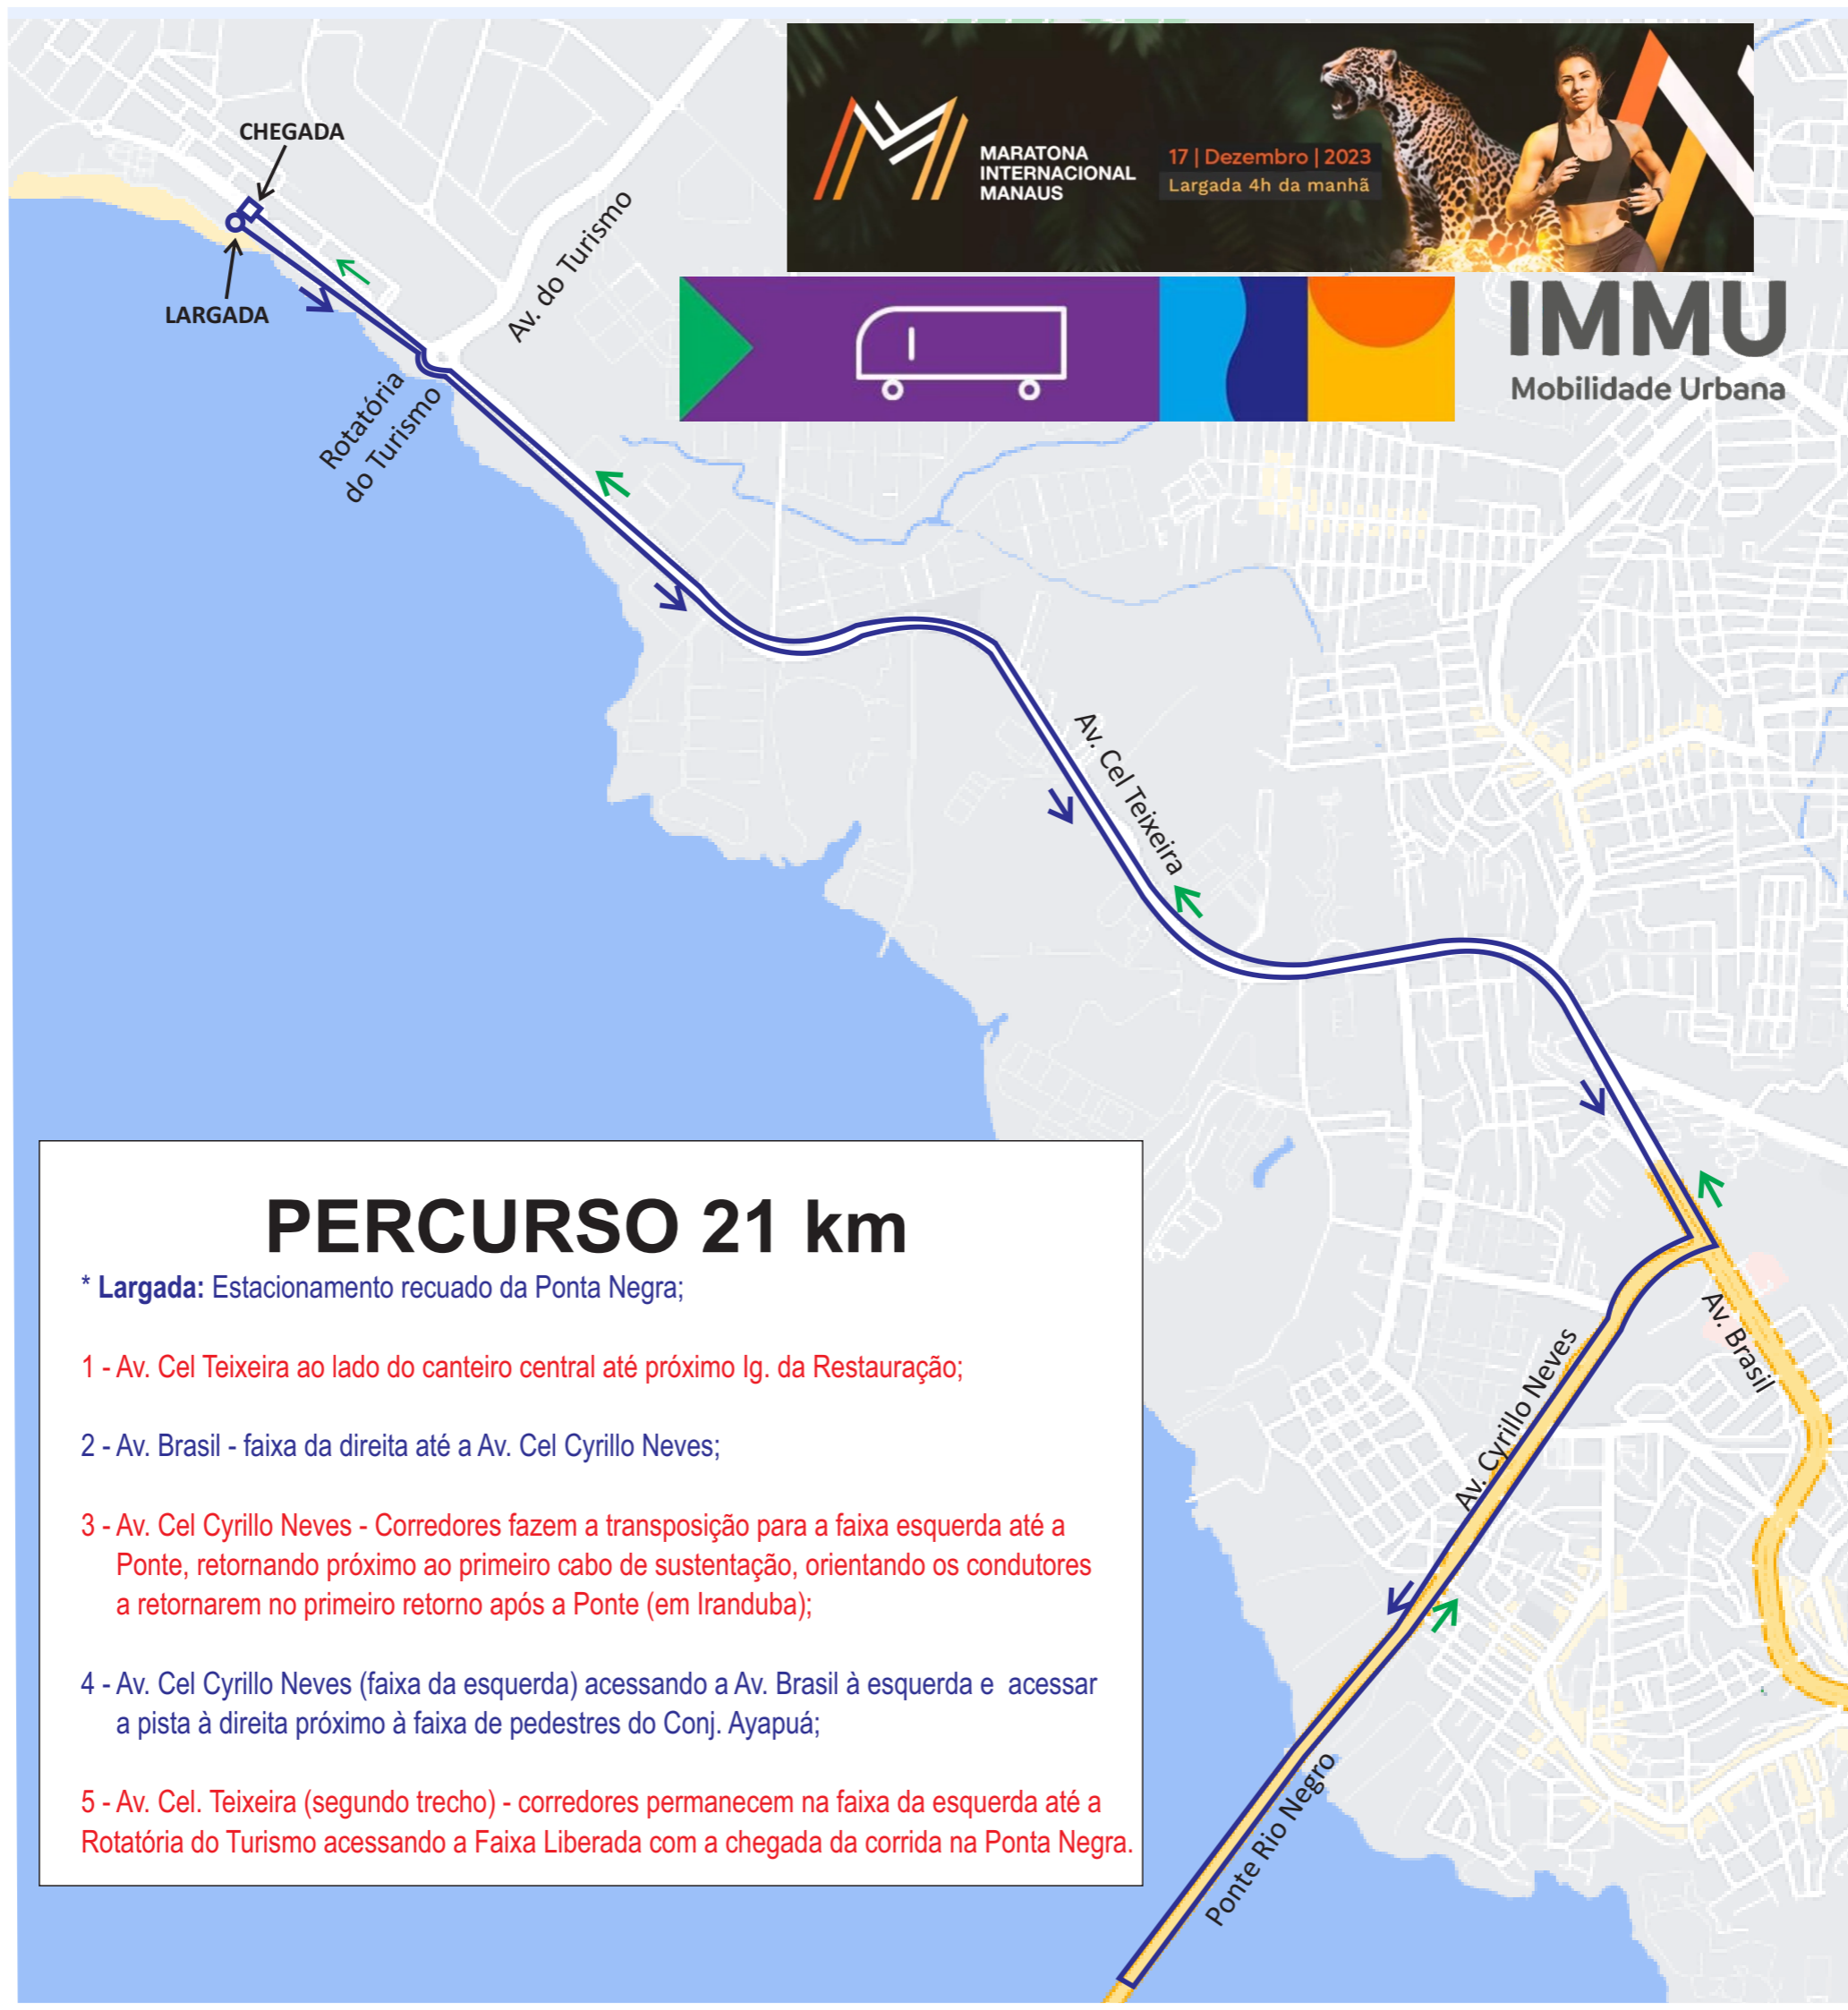 MARATONA
INTERNACIONAL
MANAUS
17 | Dezembro | 2023
Largada 4h da manhã
IMMU
Mobilidade Urbana
CHEGADA
LARGADA
Av. do Turismo
Rotatória
do Turismo
Av. Cel Teixeira
Av. Brasil
Av. Cyrillo Neves
Ponte Rio Negro
PERCURSO 21 km
* Largada: Estacionamento recuado da Ponta Negra;
1 - Av. Cel Teixeira ao lado do canteiro central até próximo Ig. da Restauração;
2 - Av. Brasil - faixa da direita até a Av. Cel Cyrillo Neves;
3 - Av. Cel Cyrillo Neves - Corredores fazem a transposição para a faixa esquerda até a
Ponte, retornando próximo ao primeiro cabo de sustentação, orientando os condutores
a retornarem no primeiro retorno após a Ponte (em Iranduba);
4 - Av. Cel Cyrillo Neves (faixa da esquerda) acessando a Av. Brasil à esquerda e acessar
a pista à direita próximo à faixa de pedestres do Conj. Ayapuá;
5 - Av. Cel. Teixeira (segundo trecho) - corredores permanecem na faixa da esquerda até a
Rotatória do Turismo acessando a Faixa Liberada com a chegada da corrida na Ponta Negra.